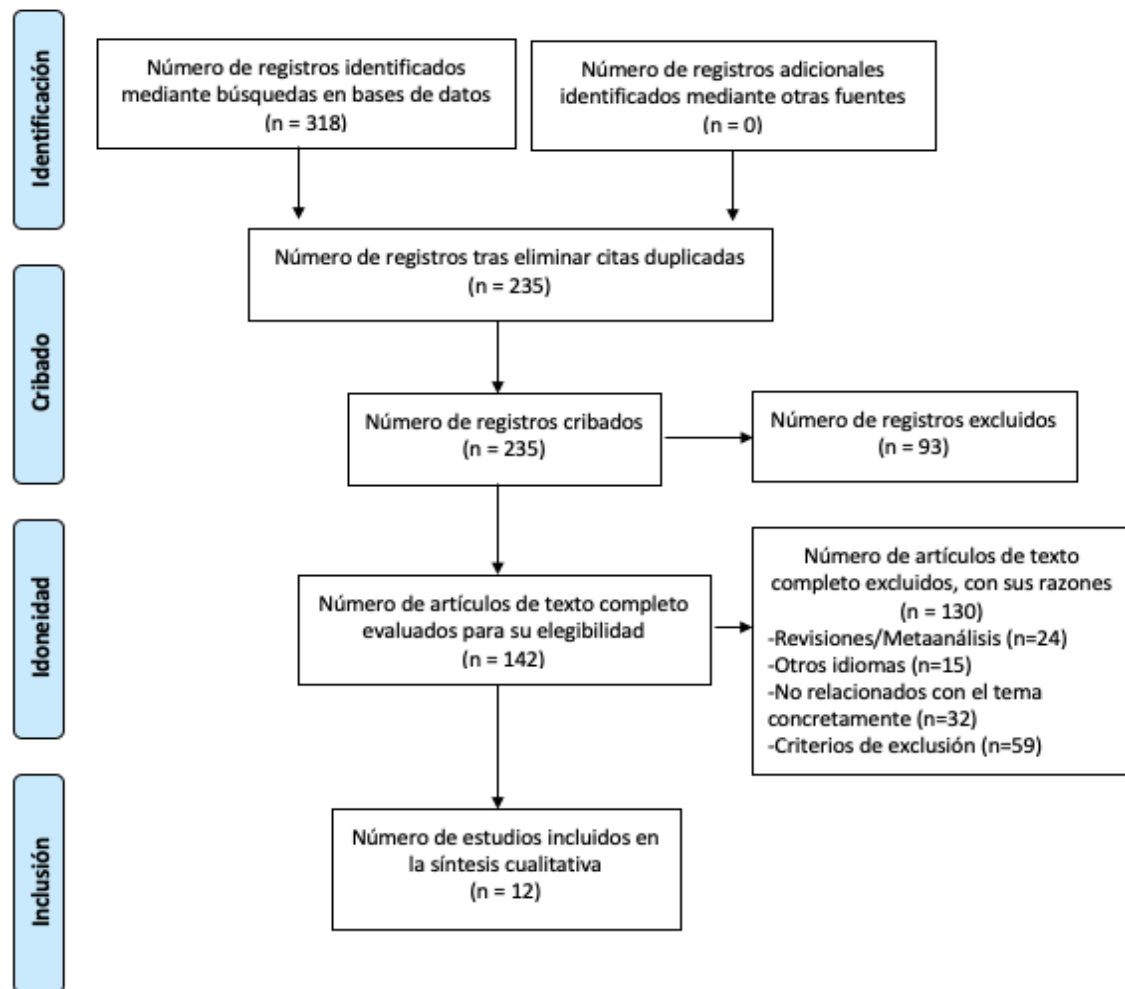 Identificación
Número de registros identificados
mediante búsquedas en bases de datos
(n = 318)
Número de registros adicionales
identificados mediante otras fuentes
(n = 0)
Número de registros tras eliminar citas duplicadas
(n = 235)
Cribado
Número de registros cribados
(n = 235)
Número de registros excluidos
(n = 93)
Idoneidad
Número de artículos de texto completo
evaluados para su elegibilidad
(n = 142)
Número de artículos de texto
completo excluidos, con sus razones
(n = 130)
-Revisiones/Metaanálisis (n=24)
-Otros idiomas (n=15)
-No relacionados con el tema
concretamente (n=32)
-Criterios de exclusión (n=59)
Inclusión
Número de estudios incluidos en
la síntesis cualitativa
(n = 12)